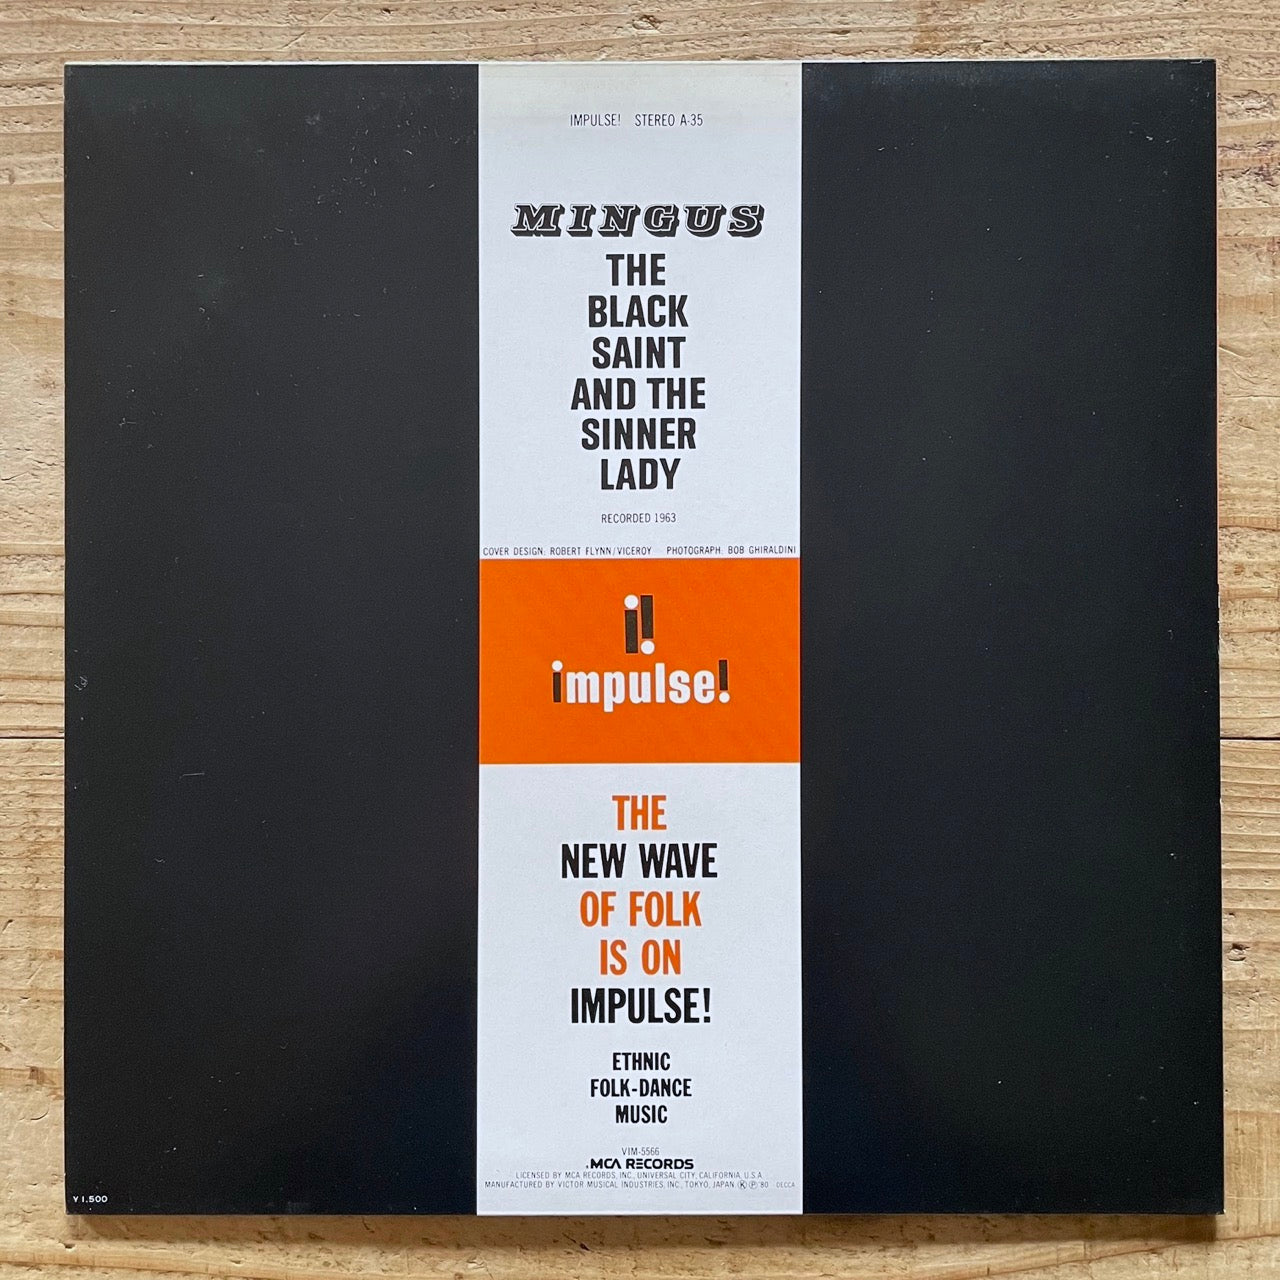 IMPULSE! STEREO A-35
MINGUS
THE
BLACK
SAINT
AND THE
SINNER
LADY
RECORDED 1963
COVER DESIGN: ROBERT FLYNN/VICEROY PHOTOGRAPH: BOB GHIRALDINI
i!
impulse!
THE
NEW WAVE
OF FOLK
IS ON
IMPULSE!
ETHNIC
FOLK-DANCE
MUSIC
VIM-5566
MCA RECORDS
LICENSED BY MCA RECORDS, INC., UNIVERSAL CITY, CALIFORNIA, U.S.A.
MANUFACTURED BY VICTOR MUSICAL INDUSTRIES, INC., TOKYO, JAPAN. Ⓚ Ⓟ '80 DECCA
¥1,500